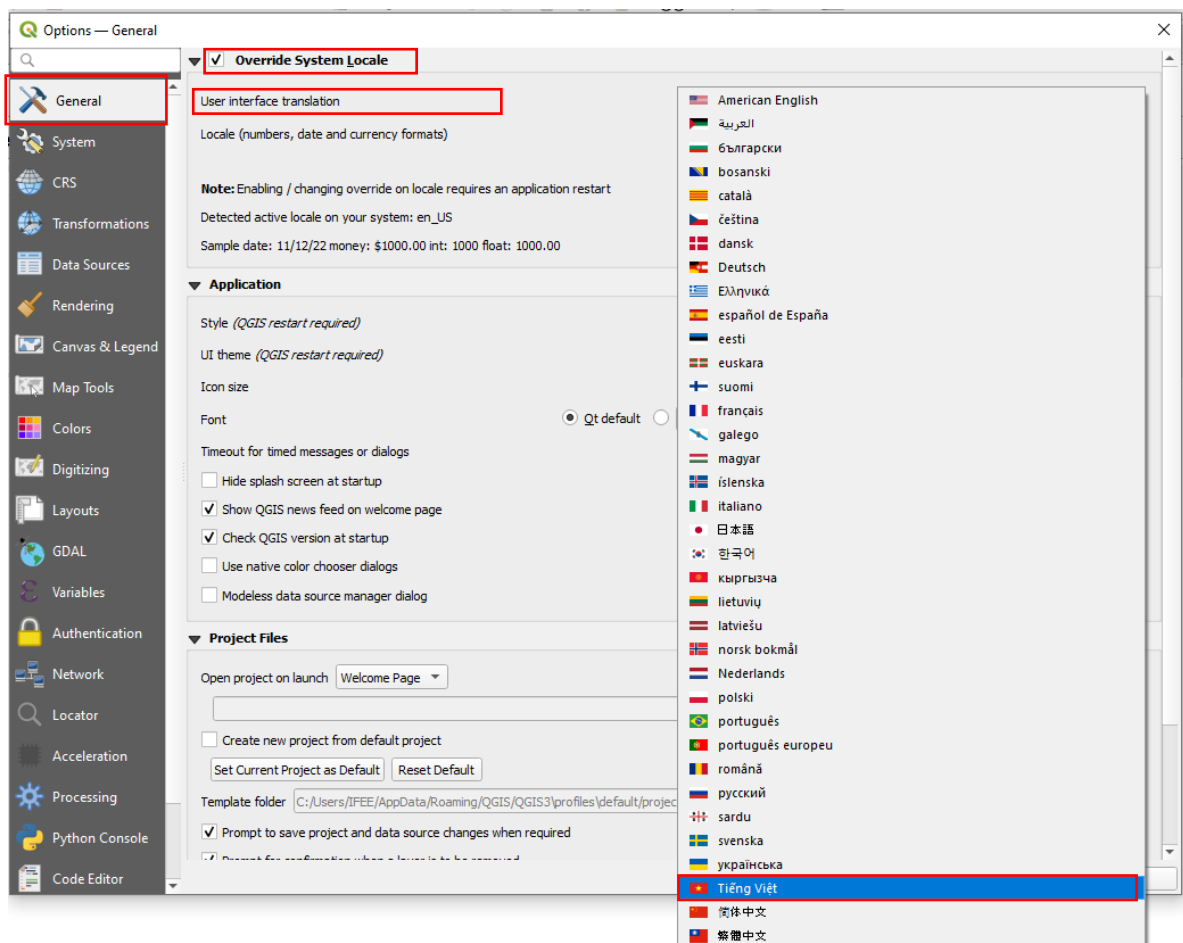 Options — General
Override System Locale
General
User interface translation
System
Locale (numbers, date and currency formats)
CRS
Note: Enabling / changing override on locale requires an application restart
Transformations
Detected active locale on your system: en_US
Sample date: 11/12/22 money: $1000.00 int: 1000 float: 1000.00
Data Sources
Application
Rendering
Style (QGIS restart required)
Canvas & Legend
UI theme (QGIS restart required)
Map Tools
Icon size
Colors
Font
Qt default
Timeout for timed messages or dialogs
Digitizing
Hide splash screen at startup
Layouts
Show QGIS news feed on welcome page
GDAL
Check QGIS version at startup
Variables
Use native color chooser dialogs
Modeless data source manager dialog
Authentication
Project Files
Network
Open project on launch
Welcome Page
Locator
Create new project from default project
Acceleration
Set Current Project as Default
Reset Default
Processing
Template folder
C:/Users/IFEE/AppData/Roaming/QGIS/QGIS3\profiles\default/projec
Python Console
Prompt to save project and data source changes when required
Prompt for confirmation when a layer is to be removed
Code Editor
American English
العربية
български
bosanski
català
čeština
dansk
Deutsch
Ελληνικά
español de España
eesti
euskara
suomi
français
galego
magyar
íslenska
italiano
日本語
한국어
кыргызча
lietuvių
latviešu
norsk bokmål
Nederlands
polski
português
português europeu
română
русский
sardu
svenska
українська
Tiếng Việt
简体中文
繁體中文